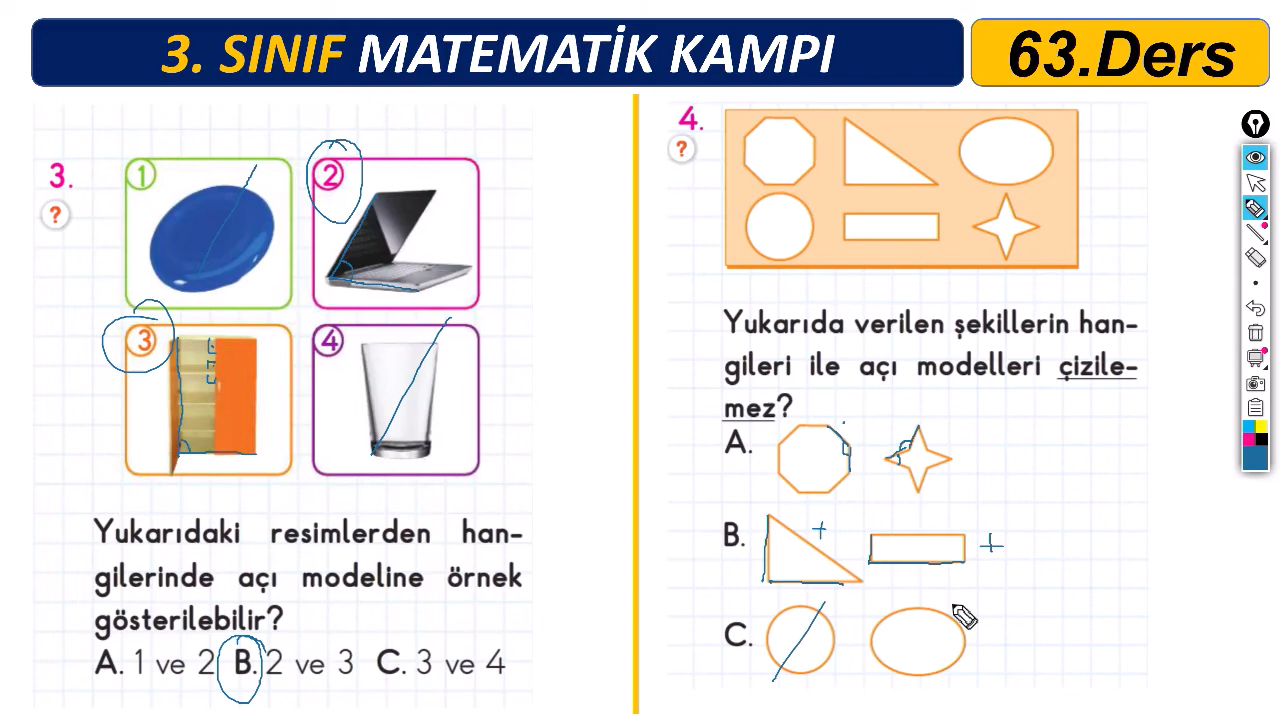 3. SINIF MATEMATİK KAMPI
63.Ders
3.
?
1
2
3
4
Yukarıdaki resimlerden han-
gilerinde açı modeline örnek
gösterilebilir?
A. 1 ve 2 B. 2 ve 3 C. 3 ve 4
4.
?
Yukarıda verilen şekillerin han-
gileri ile açı modelleri çizile-
mez?
A.
B.
+
+
C.